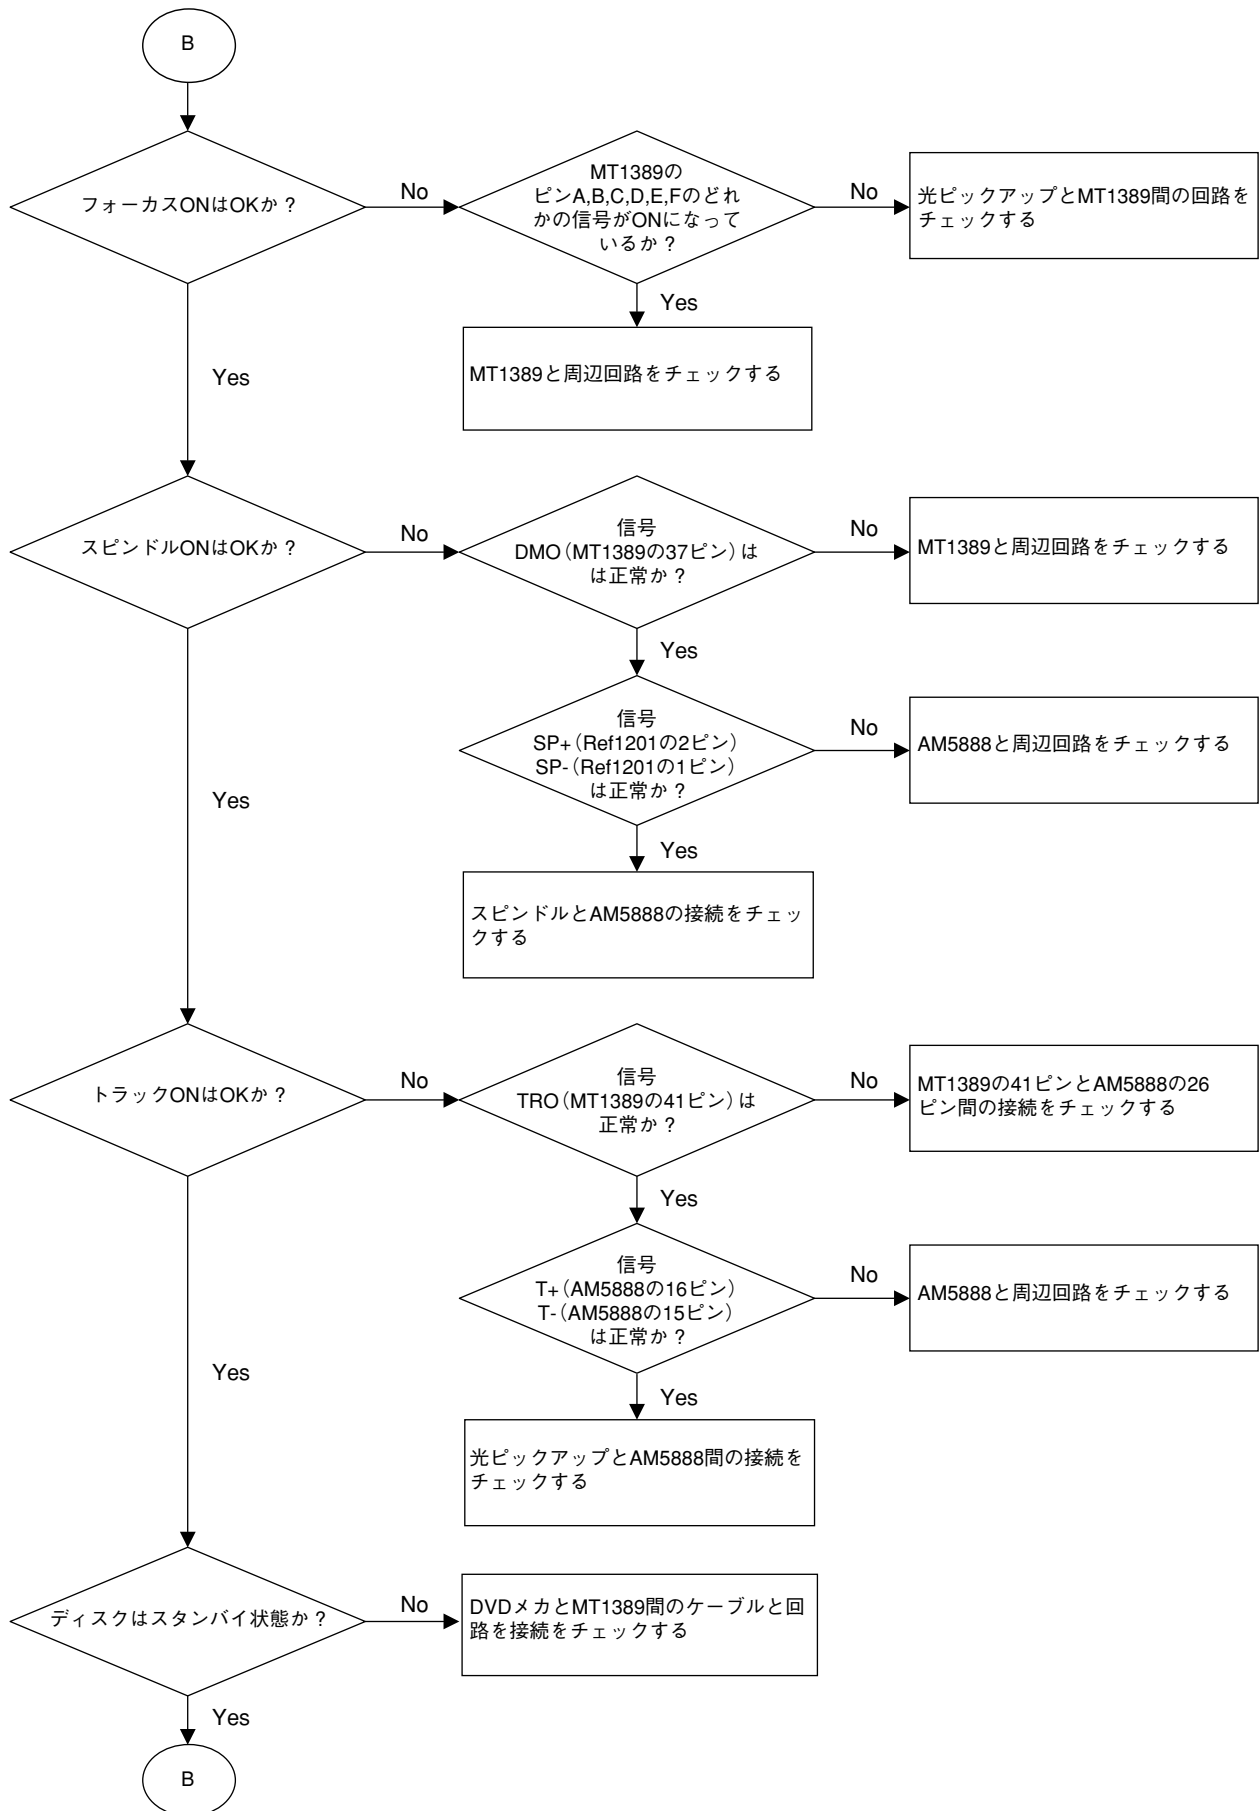 B
フォーカスONはOKか？
No
MT1389の
ピンA,B,C,D,E,Fのどれ
かの信号がONになって
いるか？
No
光ピックアップとMT1389間の回路を
チェックする
Yes
MT1389と周辺回路をチェックする
Yes
スピンドルONはOKか？
No
信号
DMO（MT1389の37ピン）は
は正常か？
No
MT1389と周辺回路をチェックする
Yes
信号
SP+（Ref1201の2ピン）
SP-（Ref1201の1ピン）
は正常か？
No
AM5888と周辺回路をチェックする
Yes
スピンドルとAM5888の接続をチェッ
クする
Yes
トラックONはOKか？
No
信号
TRO（MT1389の41ピン）は
正常か？
No
MT1389の41ピンとAM5888の26
ピン間の接続をチェックする
Yes
信号
T+（AM5888の16ピン）
T-（AM5888の15ピン）
は正常か？
No
AM5888と周辺回路をチェックする
Yes
光ピックアップとAM5888間の接続を
チェックする
Yes
ディスクはスタンバイ状態か？
No
DVDメカとMT1389間のケーブルと回
路を接続をチェックする
Yes
B